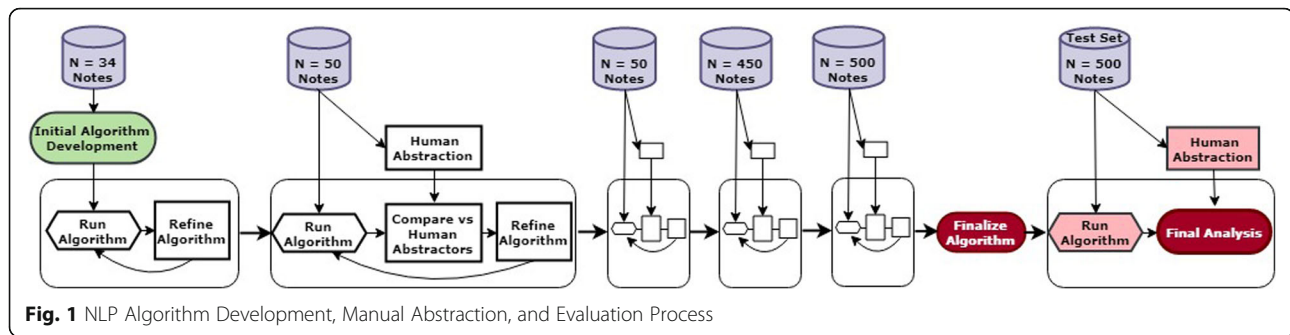 N = 34
Notes
N = 50
Notes
N = 50
Notes
N = 450
Notes
N = 500
Notes
Test Set
N = 500
Notes
Initial Algorithm
Development
Human
Abstraction
Human
Abstraction
Run
Algorithm
Refine
Algorithm
Run
Algorithm
Compare vs
Human
Abstractors
Refine
Algorithm
Finalize
Algorithm
Run
Algorithm
Final Analysis
Fig. 1 NLP Algorithm Development, Manual Abstraction, and Evaluation Process